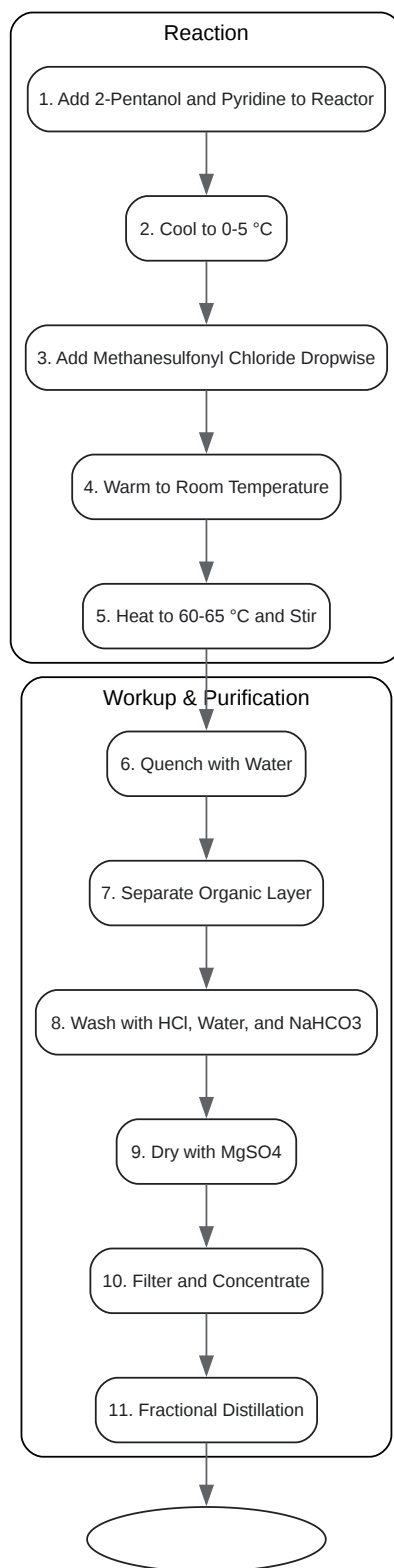 Reaction
1. Add 2-Pentanol and Pyridine to Reactor
2. Cool to 0-5 °C
3. Add Methanesulfonyl Chloride Dropwise
4. Warm to Room Temperature
5. Heat to 60-65 °C and Stir
Workup & Purification
6. Quench with Water
7. Separate Organic Layer
8. Wash with HCl, Water, and NaHCO3
9. Dry with MgSO4
10. Filter and Concentrate
11. Fractional Distillation